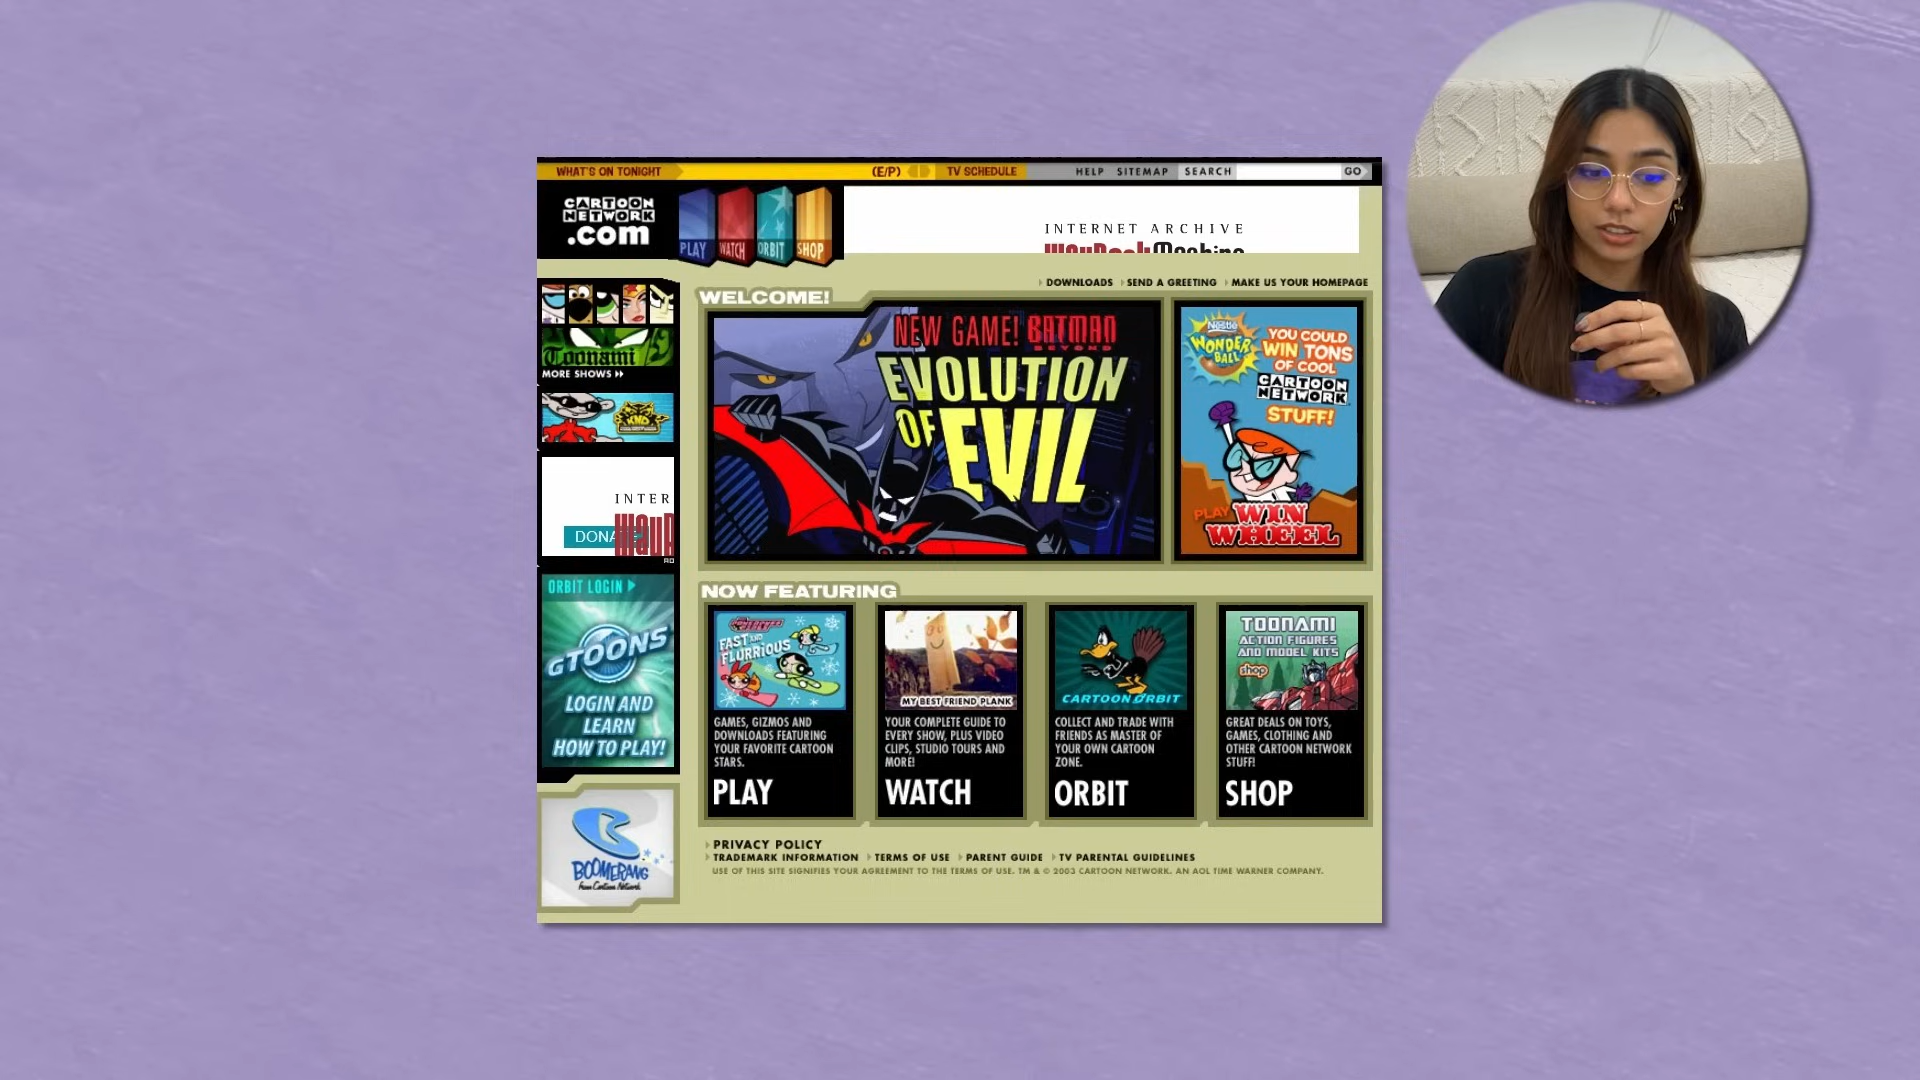 WHAT'S ON TONIGHT
(E/P)
TV SCHEDULE
HELP SITEMAP SEARCH GO
CARTOON
NETWORK
.com
PLAY WATCH ORBIT SHOP
INTERNET ARCHIVE
WayBackMachine
DOWNLOADS SEND A GREETING MAKE US YOUR HOMEPAGE
Toonami
MORE SHOWS
KND
INTER
DONA
ORBIT LOGIN
GTOONS
LOGIN AND
LEARN
HOW TO PLAY!
BOOMERANG
from Cartoon Network
WELCOME!
NEW GAME! BATMAN
BEYOND
EVOLUTION
OF EVIL
Nestle
WONDER
BALL
YOU COULD
WIN TONS
OF COOL
CARTOON
NETWORK
STUFF!
PLAY WIN
WHEEL
NOW FEATURING
FAST AND
FLURRIOUS
GAMES, GIZMOS AND
DOWNLOADS FEATURING
YOUR FAVORITE CARTOON
STARS.
PLAY
MY BEST FRIEND PLANK
YOUR COMPLETE GUIDE TO
EVERY SHOW, PLUS VIDEO
CLIPS, STUDIO TOURS AND
MORE!
WATCH
CARTOON ORBIT
COLLECT AND TRADE WITH
FRIENDS AS MASTER OF
YOUR OWN CARTOON
ZONE.
ORBIT
TOONAMI
ACTION FIGURES
AND MODEL KITS
shop
GREAT DEALS ON TOYS,
GAMES, CLOTHING AND
OTHER CARTOON NETWORK
STUFF!
SHOP
PRIVACY POLICY
TRADEMARK INFORMATION TERMS OF USE PARENT GUIDE TV PARENTAL GUIDELINES
USE OF THIS SITE SIGNIFIES YOUR AGREEMENT TO THE TERMS OF USE. TM & © 2003 CARTOON NETWORK. AN AOL TIME WARNER COMPANY.